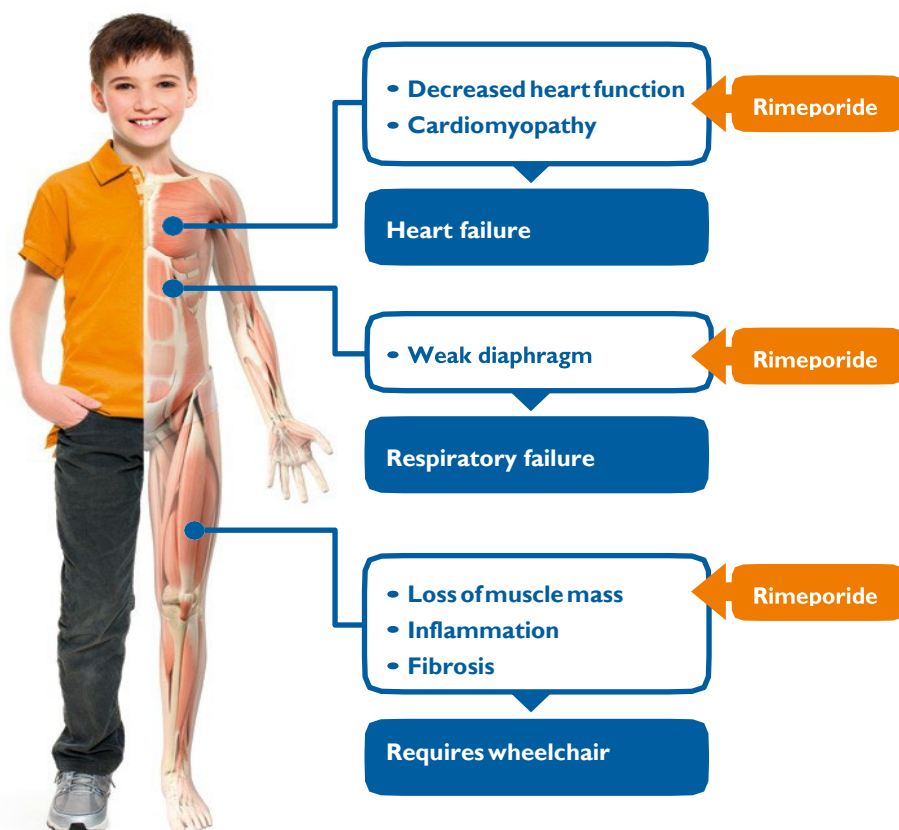 • Decreased heart function
• Cardiomyopathy
Rimeporide
Heart failure
• Weak diaphragm
Rimeporide
Respiratory failure
• Loss of muscle mass
Rimeporide
• Inflammation
• Fibrosis
Requires wheelchair